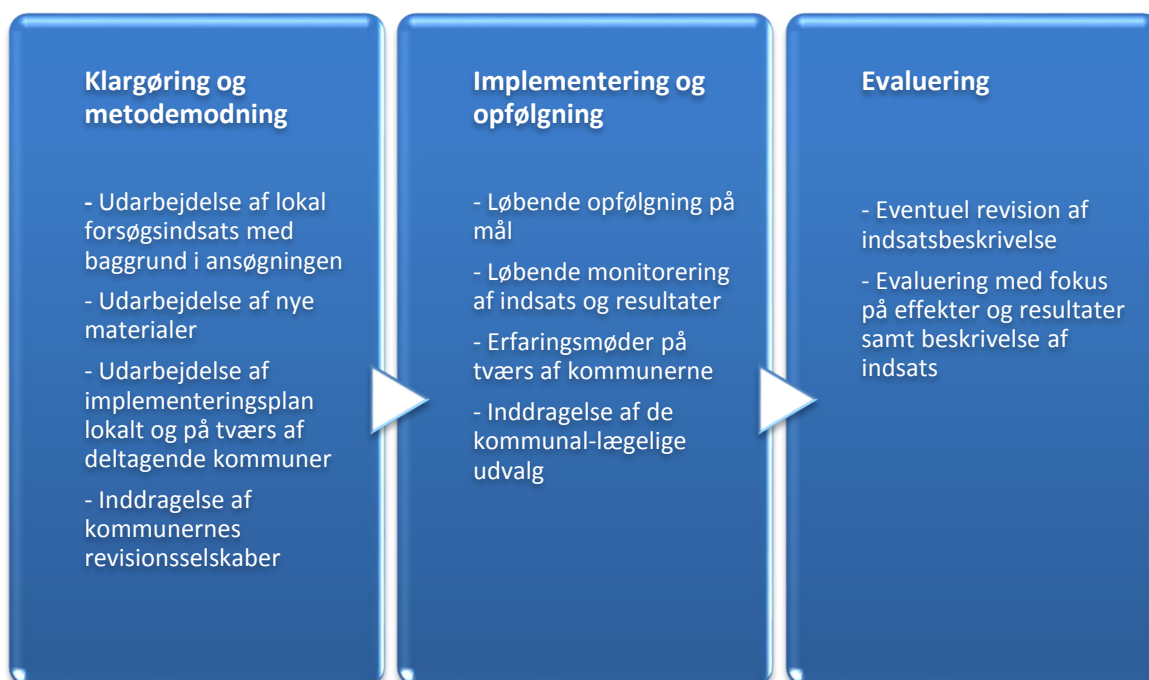 Klargøring og
metodemodning
- Udarbejdelse af lokal
forsøgsindsats med
baggrund i ansøgningen
- Udarbejdelse af nye
materialer
- Udarbejdelse af
implementeringsplan
lokalt og på tværs af
deltagende kommuner
- Inddragelse af
kommunernes
revisionsselskaber
Implementering og
opfølgning
- Løbende opfølgning på
mål
- Løbende monitorering
af indsats og resultater
- Erfaringsmøder på
tværs af kommunerne
- Inddragelse af de
kommunal-lægelige
udvalg
Evaluering
- Eventuel revision af
indsatsbeskrivelse
- Evaluering med fokus
på effekter og resultater
samt beskrivelse af
indsats